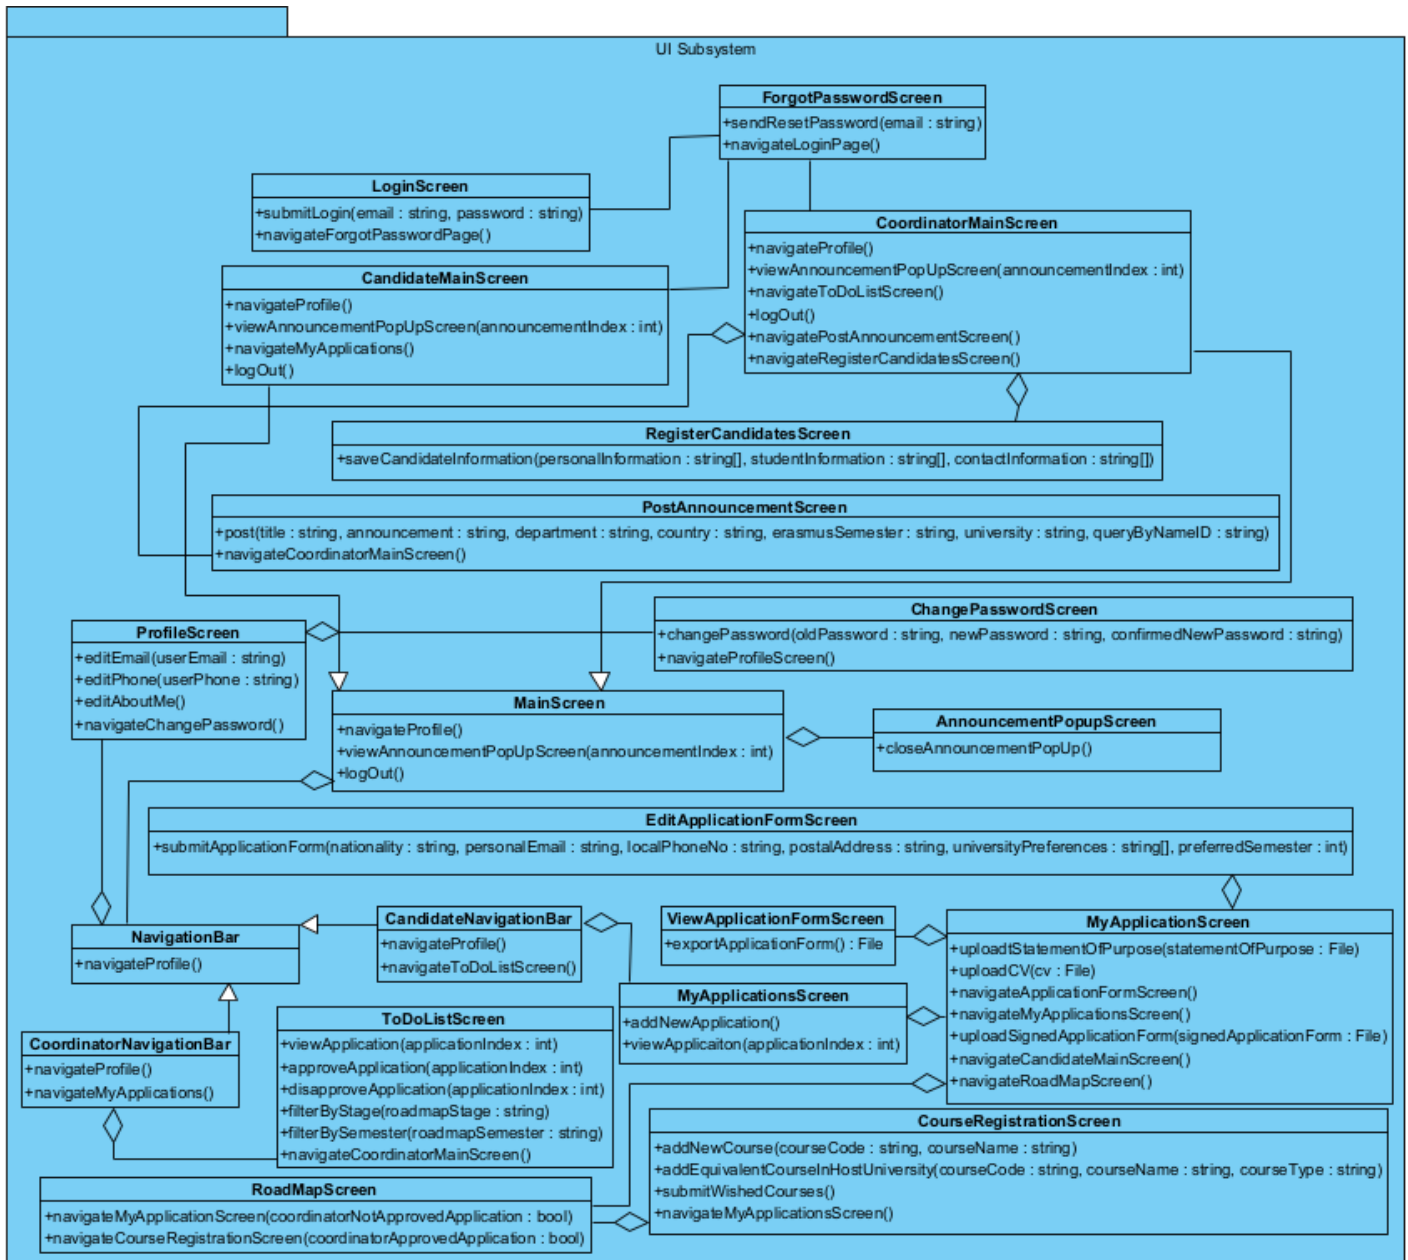 UI Subsystem
ForgotPasswordScreen
+sendResetPassword(email : string)
+navigateLoginPage()
LoginScreen
+submitLogin(email : string, password : string)
+navigateForgotPasswordPage()
CoordinatorMainScreen
+navigateProfile()
+viewAnnouncementPopUpScreen(announcementIndex : int)
+navigateToDoListScreen()
+logOut()
+navigatePostAnnouncementScreen()
+navigateRegisterCandidatesScreen()
CandidateMainScreen
+navigateProfile()
+viewAnnouncementPopUpScreen(announcementIndex : int)
+navigateMyApplications()
+logOut()
RegisterCandidatesScreen
+saveCandidateInformation(personalInformation : string[], studentInformation : string[], contactInformation : string[])
PostAnnouncementScreen
+post(title : string, announcement : string, department : string, country : string, erasmusSemester : string, university : string, queryByNameID : string)
+navigateCoordinatorMainScreen()
ChangePasswordScreen
+changePassword(oldPassword : string, newPassword : string, confirmedNewPassword : string)
+navigateProfileScreen()
ProfileScreen
+editEmail(userEmail : string)
+editPhone(userPhone : string)
+editAboutMe()
+navigateChangePassword()
MainScreen
+navigateProfile()
+viewAnnouncementPopUpScreen(announcementIndex : int)
+logOut()
AnnouncementPopupScreen
+closeAnnouncementPopUp()
EditApplicationFormScreen
+submitApplicationForm(nationality : string, personalEmail : string, localPhoneNo : string, postalAddress : string, universityPreferences : string[], preferredSemester : int)
CandidateNavigationBar
+navigateProfile()
+navigateToDoListScreen()
ViewApplicationFormScreen
+exportApplicationForm() : File
MyApplicationScreen
+uploadtStatementOfPurpose(statementOfPurpose : File)
+uploadCV(cv : File)
+navigateApplicationFormScreen()
+navigateMyApplicationsScreen()
+uploadSignedApplicationForm(signedApplicationForm : File)
+navigateCandidateMainScreen()
+navigateRoadMapScreen()
NavigationBar
+navigateProfile()
MyApplicationsScreen
+addNewApplication()
+viewApplicaiton(applicationIndex : int)
ToDoListScreen
+viewApplication(applicationIndex : int)
+approveApplication(applicationIndex : int)
+disapproveApplication(applicationIndex : int)
+filterByStage(roadmapStage : string)
+filterBySemester(roadmapSemester : string)
+navigateCoordinatorMainScreen()
CoordinatorNavigationBar
+navigateProfile()
+navigateMyApplications()
CourseRegistrationScreen
+addNewCourse(courseCode : string, courseName : string)
+addEquivalentCourseInHostUniversity(courseCode : string, courseName : string, courseType : string)
+submitWishedCourses()
+navigateMyApplicationsScreen()
RoadMapScreen
+navigateMyApplicationScreen(coordinatorNotApprovedApplication : bool)
+navigateCourseRegistrationScreen(coordinatorApprovedApplication : bool)